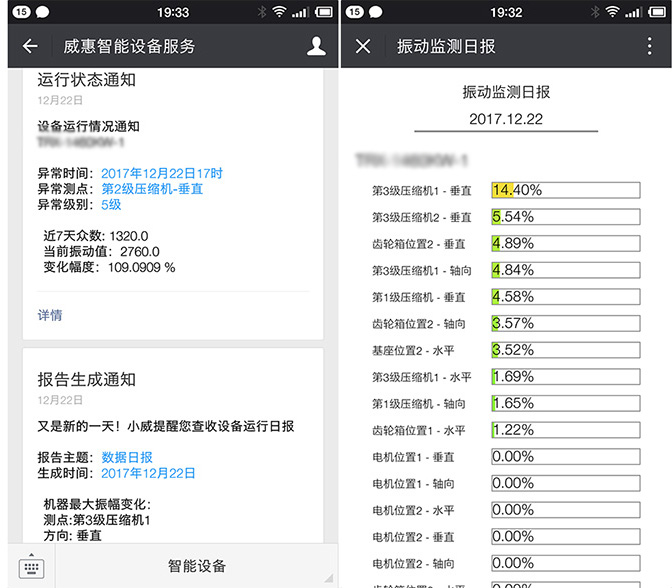 15
19:33
威惠智能设备服务
运行状态通知
12月22日
设备运行情况通知
异常时间: 2017年12月22日17时
异常测点: 第2级压缩机-垂直
异常级别: 5级
近7天众数: 1320.0
当前振动值: 2760.0
变化幅度: 109.0909 %
详情
报告生成通知
12月22日
又是新的一天！小威提醒您查收设备运行日报
报告主题: 数据日报
生成时间: 2017年12月22日
机器最大振幅变化:
测点:第3级压缩机1
方向: 垂直
智能设备
15
19:32
振动监测日报
振动监测日报
2017.12.22
第3级压缩机1 - 垂直 14.40%
第3级压缩机2 - 垂直 5.54%
齿轮箱位置2 - 垂直 4.89%
第3级压缩机1 - 轴向 4.84%
第1级压缩机 - 垂直 4.58%
齿轮箱位置2 - 轴向 3.57%
基座位置2 - 水平 3.52%
第3级压缩机1 - 水平 1.69%
第1级压缩机 - 轴向 1.65%
齿轮箱位置1 - 水平 1.22%
电机位置1 - 垂直 0.00%
电机位置1 - 轴向 0.00%
电机位置2 - 水平 0.00%
电机位置2 - 垂直 0.00%
电机位置2 - 轴向 0.00%